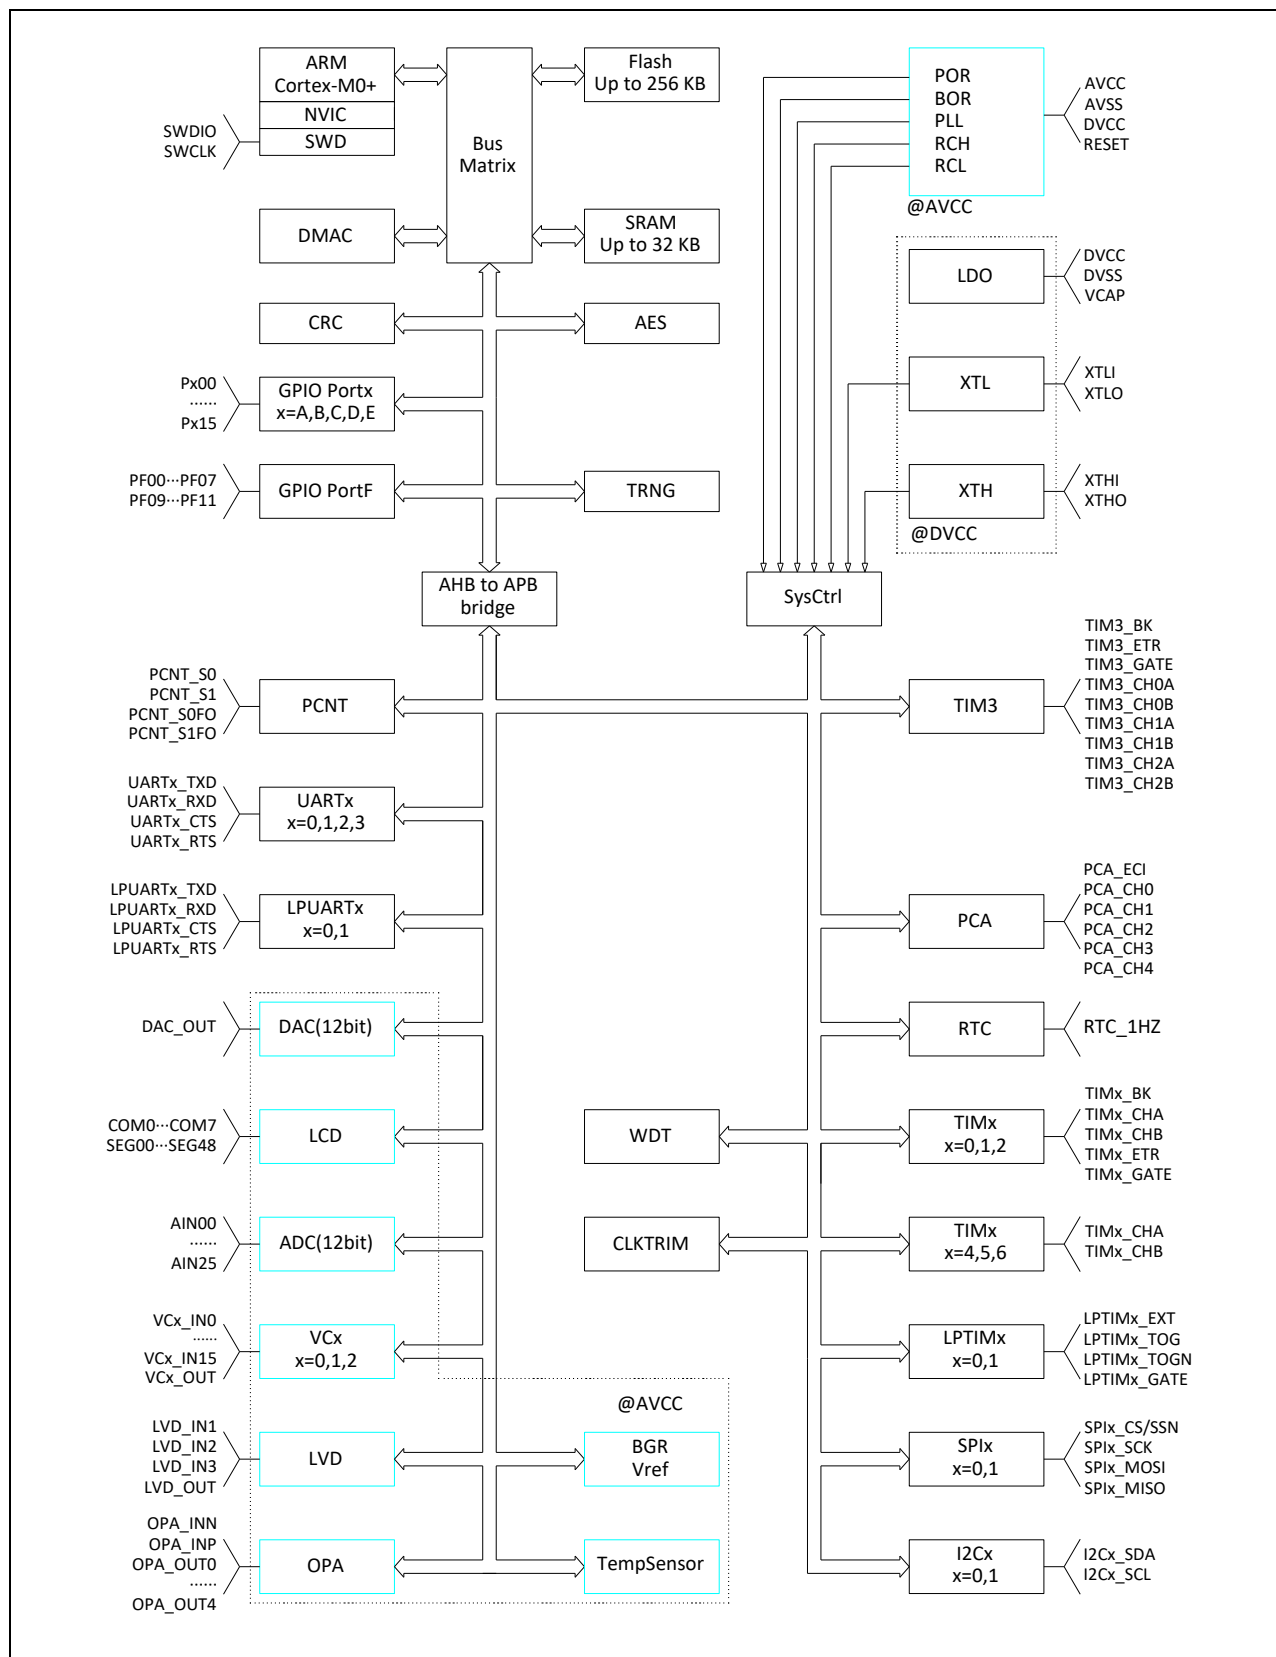 ARM
Cortex-M0+
NVIC
SWD
SWDIO
SWCLK
Bus
Matrix
Flash
Up to 256 KB
DMAC
SRAM
Up to 32 KB
CRC
AES
Px00
······
Px15
GPIO Portx
x=A,B,C,D,E
PF00···PF07
PF09···PF11
GPIO PortF
TRNG
AHB to APB
bridge
POR
BOR
PLL
RCH
RCL
@AVCC
AVCC
AVSS
DVCC
RESET
LDO
DVCC
DVSS
VCAP
XTL
XTLI
XTLO
XTH
XTHI
XTHO
@DVCC
SysCtrl
PCNT_S0
PCNT_S1
PCNT_S0FO
PCNT_S1FO
PCNT
TIM3
TIM3_BK
TIM3_ETR
TIM3_GATE
TIM3_CH0A
TIM3_CH0B
TIM3_CH1A
TIM3_CH1B
TIM3_CH2A
TIM3_CH2B
UARTx_TXD
UARTx_RXD
UARTx_CTS
UARTx_RTS
UARTx
x=0,1,2,3
LPUARTx_TXD
LPUARTx_RXD
LPUARTx_CTS
LPUARTx_RTS
LPUARTx
x=0,1
PCA
PCA_ECI
PCA_CH0
PCA_CH1
PCA_CH2
PCA_CH3
PCA_CH4
DAC_OUT
DAC(12bit)
RTC
RTC_1HZ
COM0···COM7
SEG00···SEG48
LCD
WDT
TIMx
x=0,1,2
TIMx_BK
TIMx_CHA
TIMx_CHB
TIMx_ETR
TIMx_GATE
AIN00
······
AIN25
ADC(12bit)
CLKTRIM
TIMx
x=4,5,6
TIMx_CHA
TIMx_CHB
VCx_IN0
······
VCx_IN15
VCx_OUT
VCx
x=0,1,2
LPTIMx
x=0,1
LPTIMx_EXT
LPTIMx_TOG
LPTIMx_TOGN
LPTIMx_GATE
@AVCC
LVD_IN1
LVD_IN2
LVD_IN3
LVD_OUT
LVD
BGR
Vref
SPIx
x=0,1
SPIx_CS/SSN
SPIx_SCK
SPIx_MOSI
SPIx_MISO
OPA_INN
OPA_INP
OPA_OUT0
······
OPA_OUT4
OPA
TempSensor
I2Cx
x=0,1
I2Cx_SDA
I2Cx_SCL